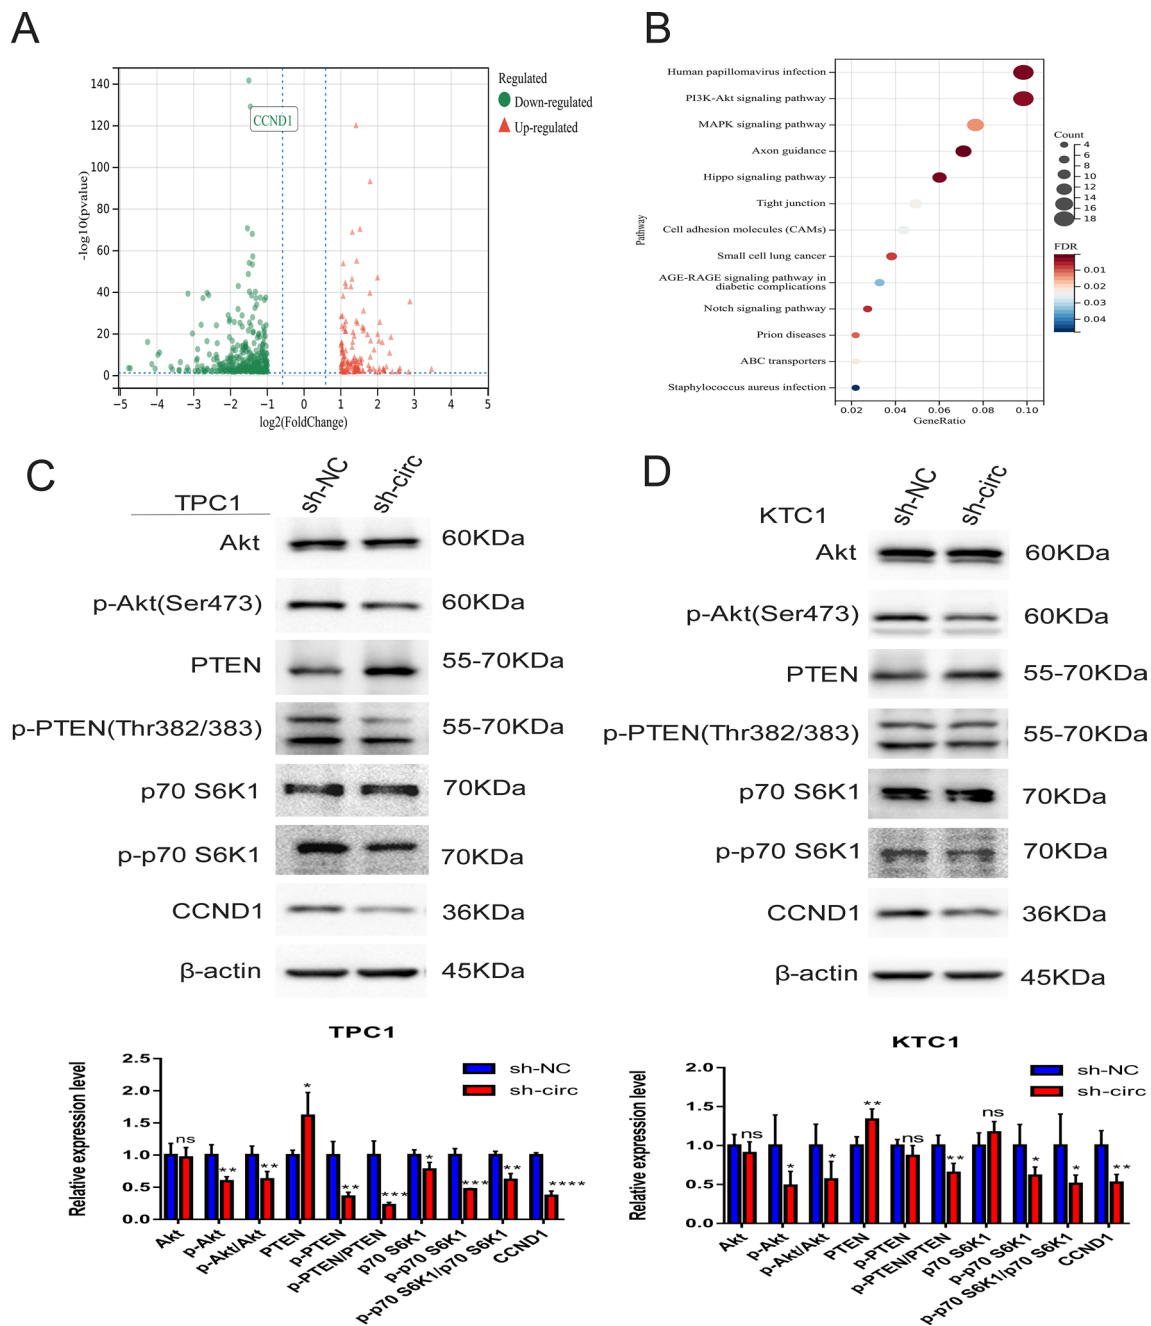 A
140
120
100
80
60
40
20
0
-log10(pvalue)
CCND1
−5 −4 −3 −2 −1 0 1 2 3 4 5
log2(FoldChange)
Regulated
Down-regulated
Up-regulated
B
Pathway
Human papillomavirus infection
PI3K-Akt signaling pathway
MAPK signaling pathway
Axon guidance
Hippo signaling pathway
Tight junction
Cell adhesion molecules (CAMs)
Small cell lung cancer
AGE-RAGE signaling pathway in
diabetic complications
Notch signaling pathway
Prion diseases
ABC transporters
Staphylococcus aureus infection
0.02 0.04 0.06 0.08 0.10
GeneRatio
Count
4
6
8
10
12
14
16
18
FDR
0.01
0.02
0.03
0.04
C
TPC1
sh-NC sh-circ
Akt 60KDa
p-Akt(Ser473) 60KDa
PTEN 55-70KDa
p-PTEN(Thr382/383) 55-70KDa
p70 S6K1 70KDa
p-p70 S6K1 70KDa
CCND1 36KDa
β-actin 45KDa
TPC1
Relative expression level
2.5
2.0
1.5
1.0
0.5
0.0
sh-NC
sh-circ
ns ** ** * ** *** * *** ** ****
Akt p-Akt p-Akt/Akt PTEN p-PTEN p-PTEN/PTEN p70 S6K1 p-p70 S6K1 p-p70 S6K1/p70 S6K1 CCND1
D
KTC1
sh-NC sh-circ
Akt 60KDa
p-Akt(Ser473) 60KDa
PTEN 55-70KDa
p-PTEN(Thr382/383) 55-70KDa
p70 S6K1 70KDa
p-p70 S6K1 70KDa
CCND1 36KDa
β-actin 45KDa
KTC1
Relative expression level
2.0
1.5
1.0
0.5
0.0
sh-NC
sh-circ
ns * * ** ns ** ns * * **
Akt p-Akt p-Akt/Akt PTEN p-PTEN p-PTEN/PTEN p70 S6K1 p-p70 S6K1 p-p70 S6K1/p70 S6K1 CCND1